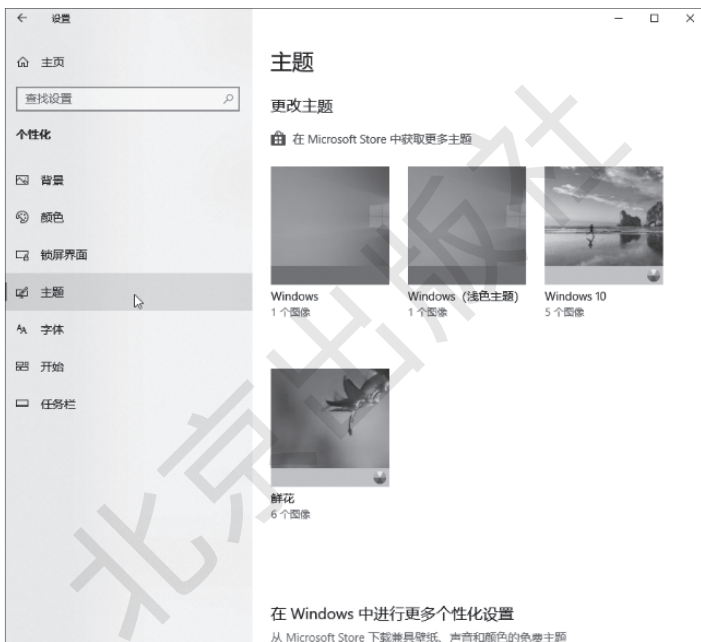 设置
主页
查找设置
个性化
背景
颜色
锁屏界面
主题
字体
开始
任务栏
主题
更改主题
在 Microsoft Store 中获取更多主题
Windows
1 个图像
Windows (浅色主题)
1 个图像
Windows 10
5 个图像
鲜花
6 个图像
在 Windows 中进行更多个性化设置
从 Microsoft Store 下载兼具壁纸、声音和颜色的免费主题
北京出版社